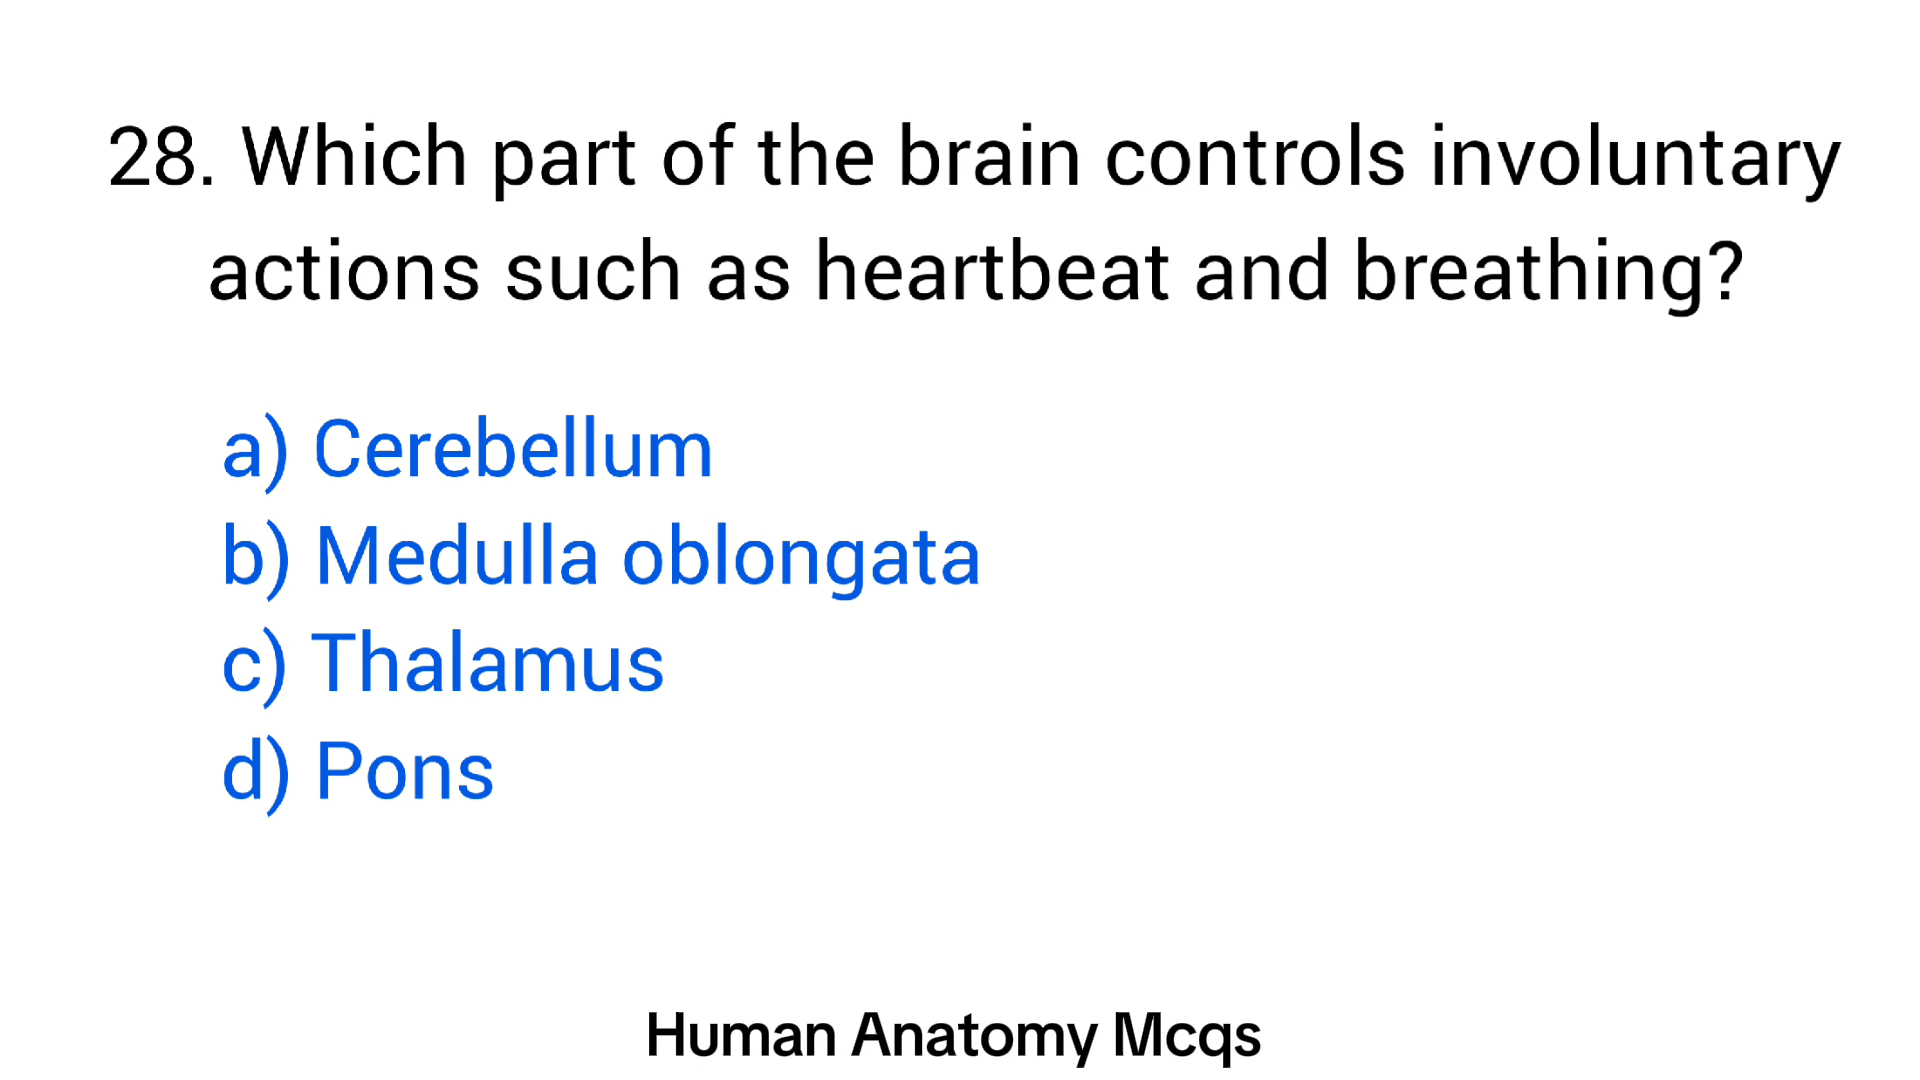 28. Which part of the brain controls involuntary
actions such as heartbeat and breathing?
a) Cerebellum
b) Medulla oblongata
c) Thalamus
d) Pons
Human Anatomy Mcqs